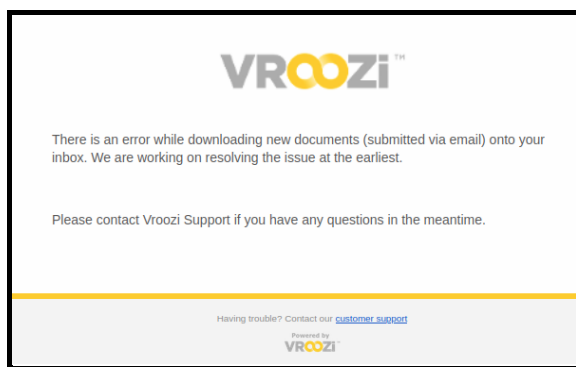 VROOZi™
There is an error while downloading new documents (submitted via email) onto your
inbox. We are working on resolving the issue at the earliest.
Please contact Vroozi Support if you have any questions in the meantime.
Having trouble? Contact our customer support
Powered by
VROOZi